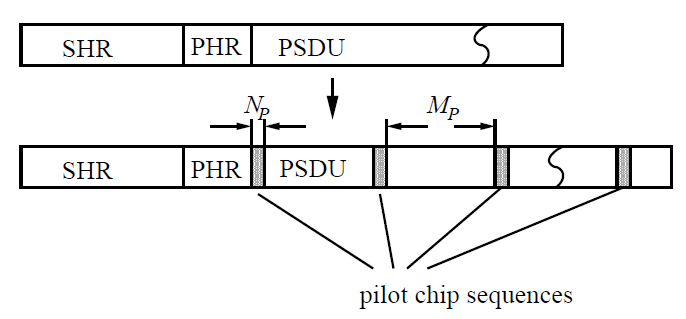 SHR PHR PSDU
N_P M_P
SHR PHR PSDU
pilot chip sequences